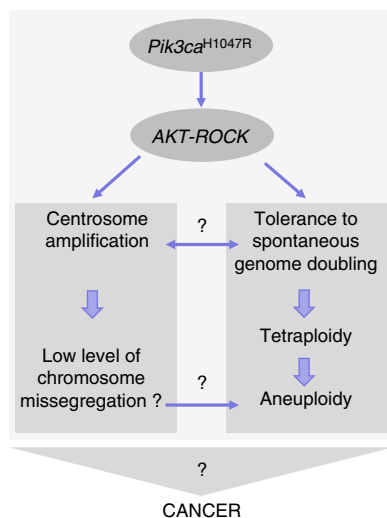 Pik3caH1047R
AKT-ROCK
Centrosome
amplification
?
Tolerance to
spontaneous
genome doubling
Tetraploidy
Low level of
chromosome
missegregation ?
?
Aneuploidy
?
CANCER